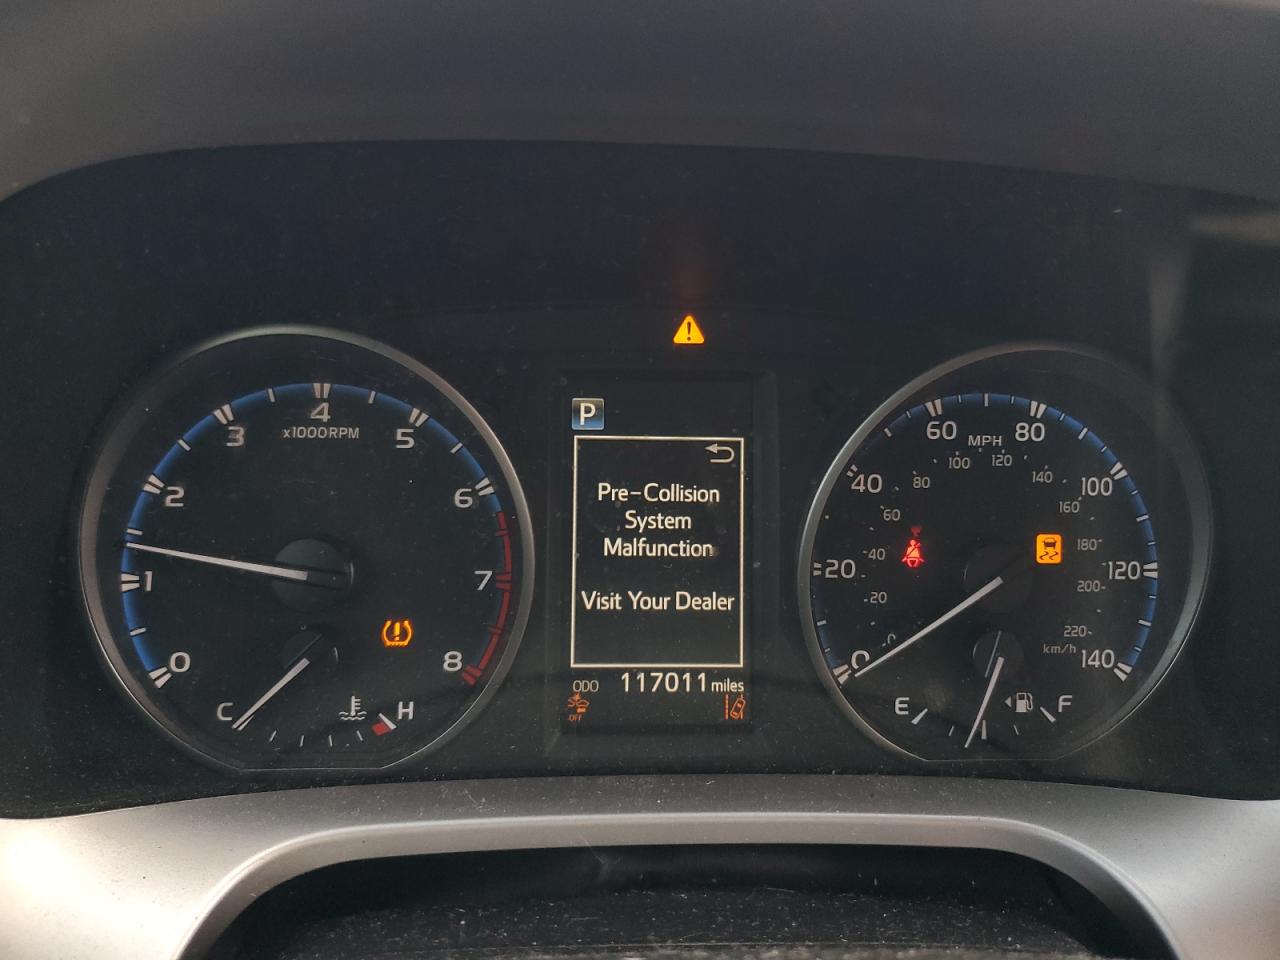 P
Pre-Collision
System
Malfunction
Visit Your Dealer
ODO 117011 miles
OFF
0
1
2
3
4
5
6
7
8
x1000RPM
C
H
0
20
40
60
80
100
120
140
MPH
20
40
60
80
100
120
140
160
180
200
220
km/h
E
F